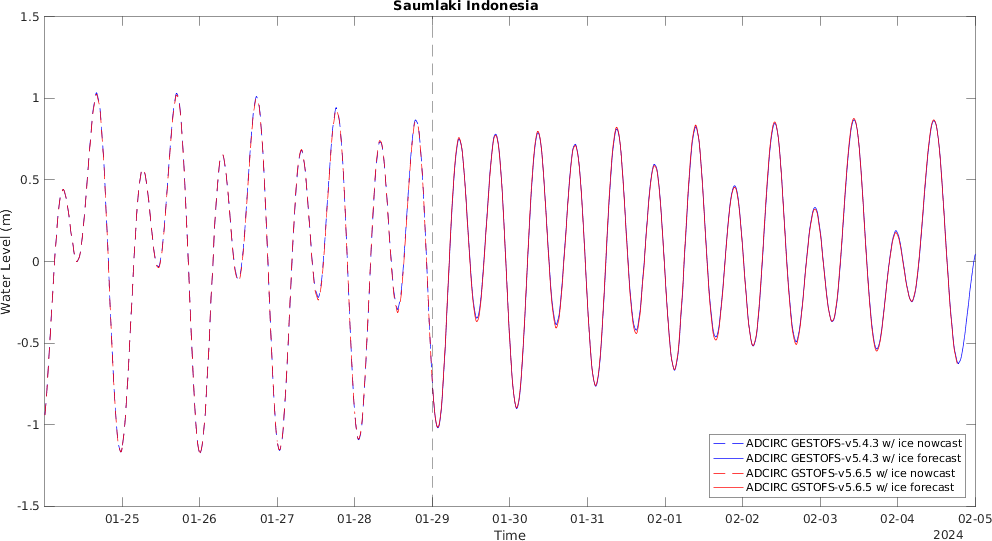 Saumlaki Indonesia
1.5
1
0.5
0
-0.5
-1
-1.5
Water Level (m)
ADCIRC GESTOFS-v5.4.3 w/ ice nowcast
ADCIRC GESTOFS-v5.4.3 w/ ice forecast
ADCIRC GSTOFS-v5.6.5 w/ ice nowcast
ADCIRC GSTOFS-v5.6.5 w/ ice forecast
01-25 01-26 01-27 01-28 01-29 01-30 01-31 02-01 02-02 02-03 02-04 02-05
Time
2024